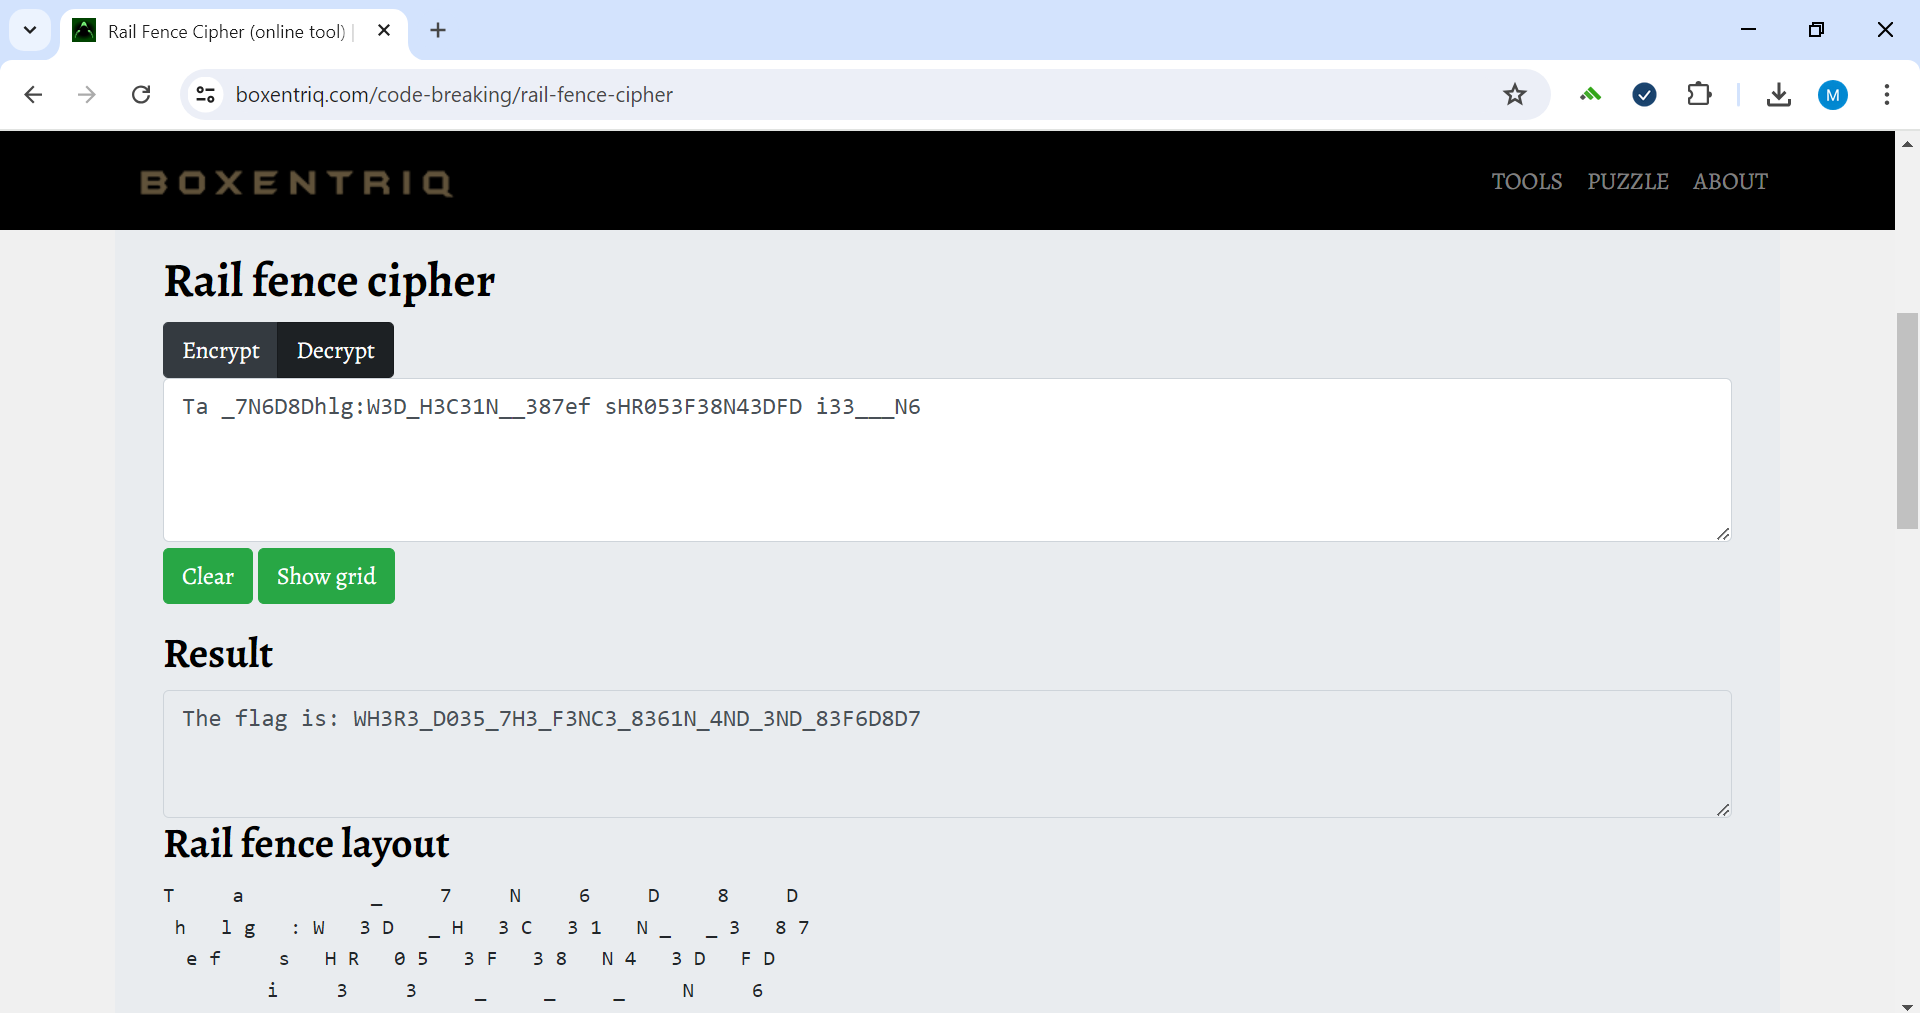 Rail Fence Cipher (online tool) |
boxentriq.com/code-breaking/rail-fence-cipher
M
BOXENTRIQ
TOOLS PUZZLE ABOUT
Rail fence cipher
Encrypt Decrypt
Ta _7N6D8Dhlg:W3D_H3C31N__387ef sHR053F38N43DFD i33___N6
Clear Show grid
Result
The flag is: WH3R3_D035_7H3_F3NC3_8361N_4ND_3ND_83F6D8D7
Rail fence layout
T a _ 7 N 6 D 8 D
h l g : W 3 D _ H 3 C 3 1 N _ _ 3 8 7
e f s H R 0 5 3 F 3 8 N 4 3 D F D
i 3 3 _ _ _ N 6